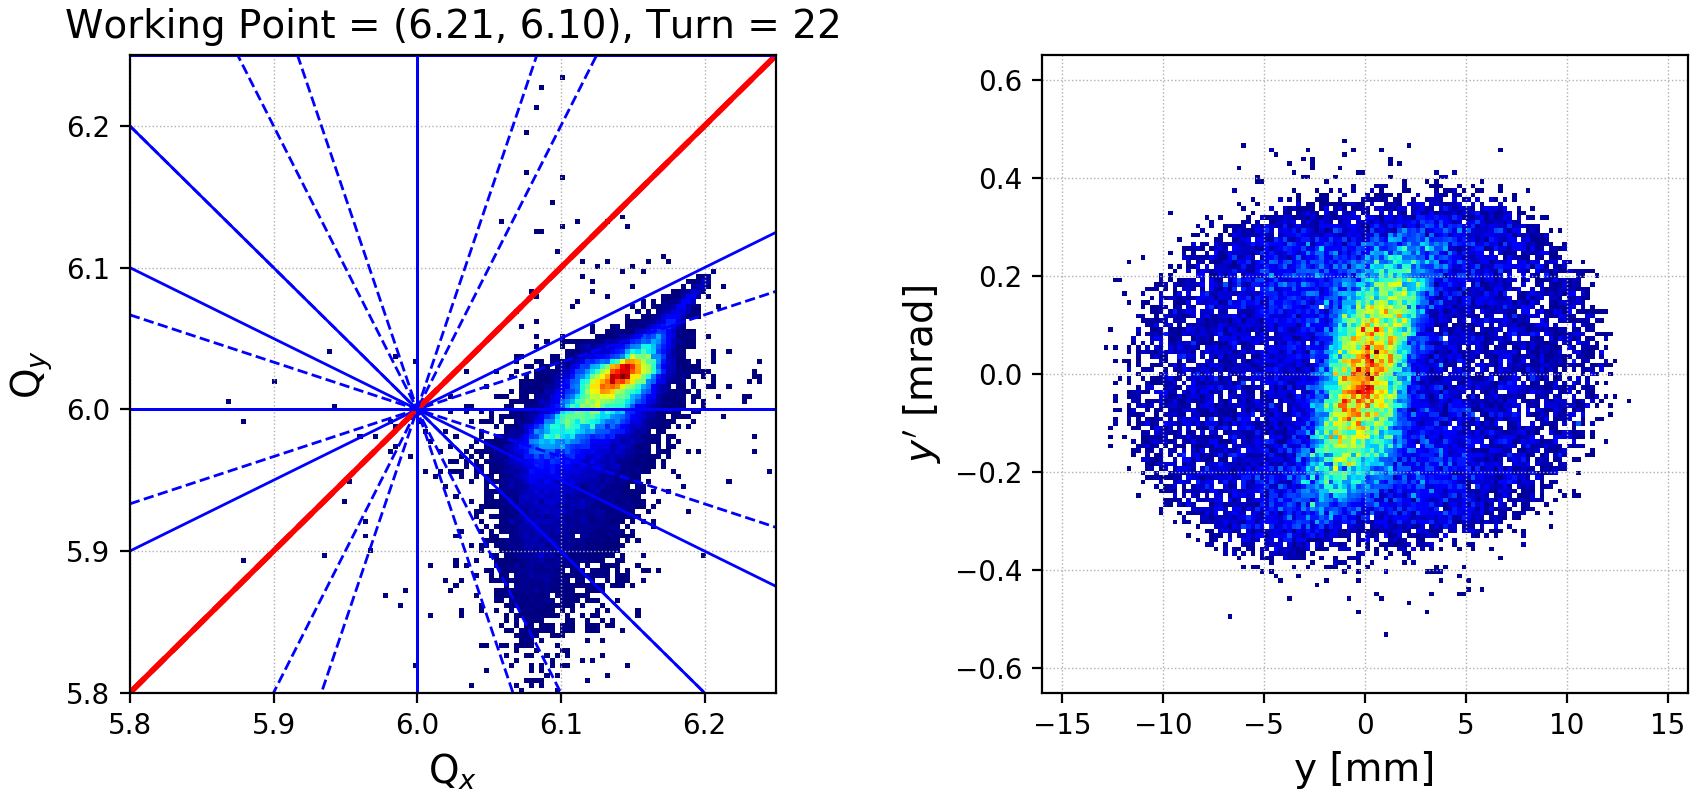 Working Point = (6.21, 6.10), Turn = 22
6.2
6.1
6.0
5.9
5.8
Q_y
5.8 5.9 6.0 6.1 6.2
Q_x
0.6
0.4
0.2
0.0
−0.2
−0.4
−0.6
y′ [mrad]
−15 −10 −5 0 5 10 15
y [mm]